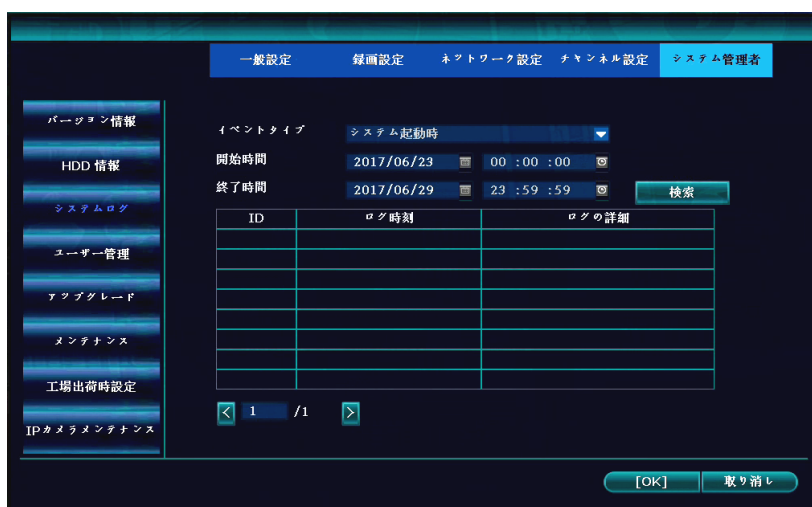 一般設定 録画設定 ネットワーク設定 チャンネル設定 システム管理者
バージョン情報
HDD 情報
システムログ
ユーザー管理
アップグレード
メンテナンス
工場出荷時設定
IPカメラメンテナンス
イベントタイプ システム起動時
開始時間 2017/06/23 00 :00 :00
終了時間 2017/06/29 23 :59 :59 検索
ID ログ時刻 ログの詳細
< 1 /1 >
[OK] 取り消し